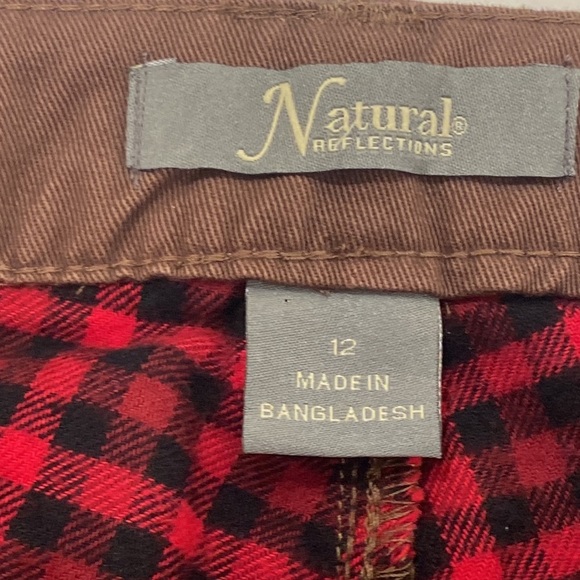 Natural®
REFLECTIONS
12
MADE IN
BANGLADESH